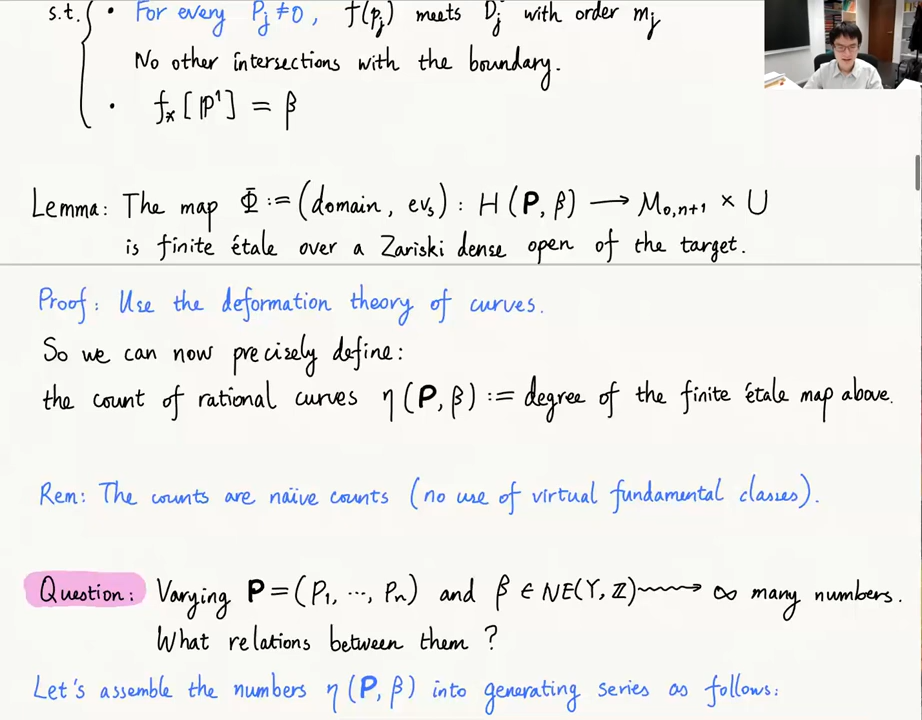 s.t. { • For every P_j ≠ 0, f(p_j) meets D_j with order m_j
No other intersections with the boundary.
• f_*[ℙ¹] = β
Lemma: The map Φ := (domain, ev_s) : H(𝐏, β) ⟶ M_{0,n+1} × U
is finite étale over a Zariski dense open of the target.
Proof: Use the deformation theory of curves.
So we can now precisely define:
the count of rational curves η(𝐏, β) := degree of the finite étale map above.
Rem: The counts are naïve counts (no use of virtual fundamental classes).
Question: Varying 𝐏 = (P_1, ⋯, P_n) and β ∈ NE(Y, ℤ) ⇝ ∞ many numbers.
What relations between them ?
Let's assemble the numbers η(𝐏, β) into generating series as follows: